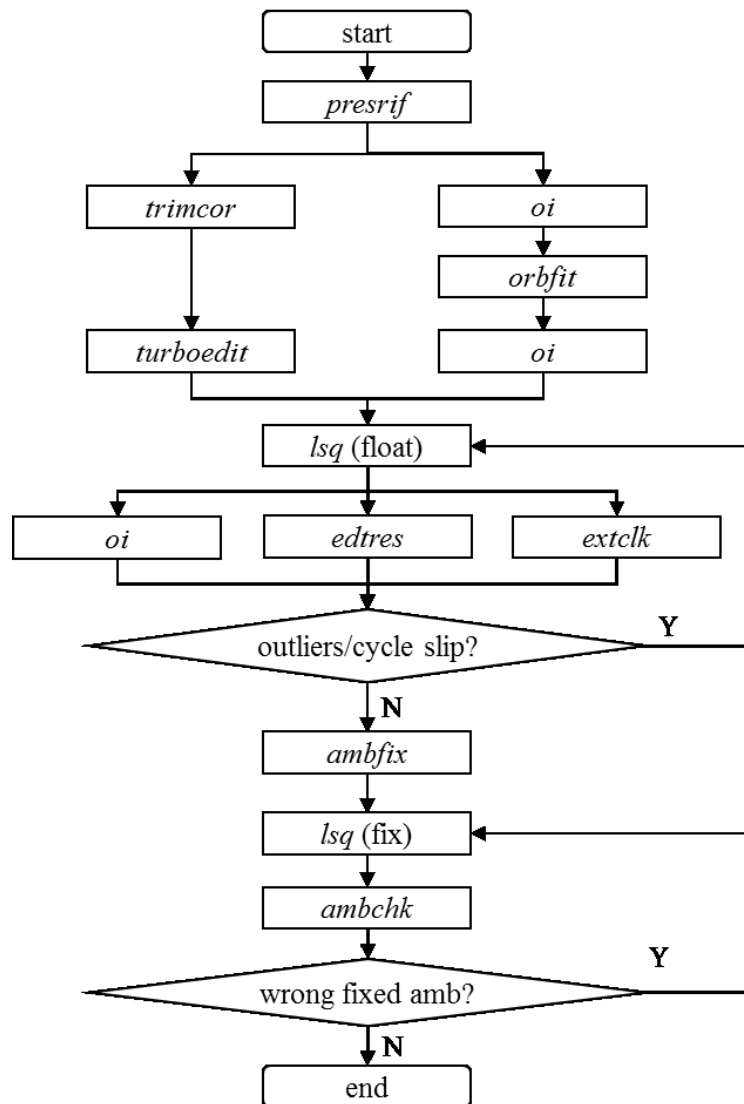 start
presrif
trimcor
oi
orbfit
turboedit
oi
lsq (float)
oi
edtres
extclk
outliers/cycle slip?
Y
N
ambfix
lsq (fix)
ambchk
wrong fixed amb?
Y
N
end